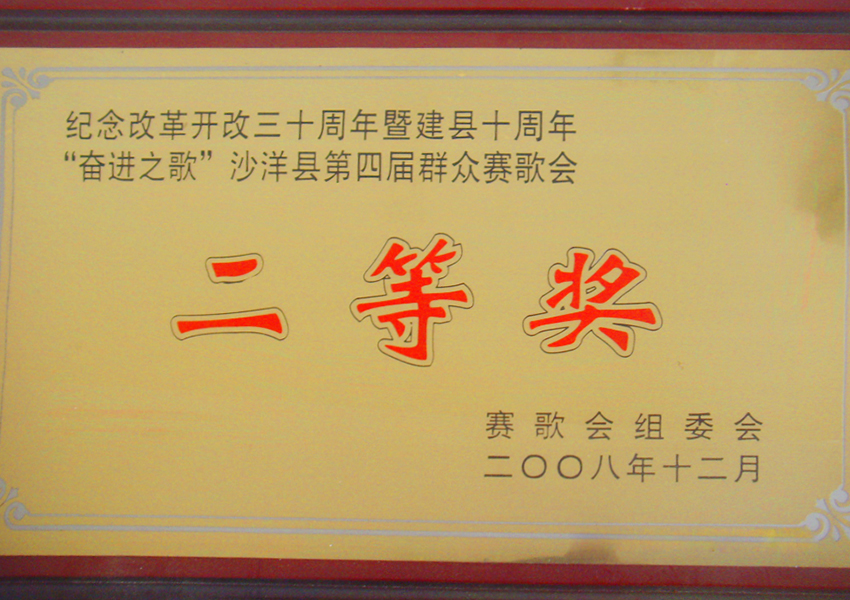 纪念改革开改三十周年暨建县十周年
“奋进之歌”沙洋县第四届群众赛歌会
二等奖
赛歌会组委会
二〇〇八年十二月